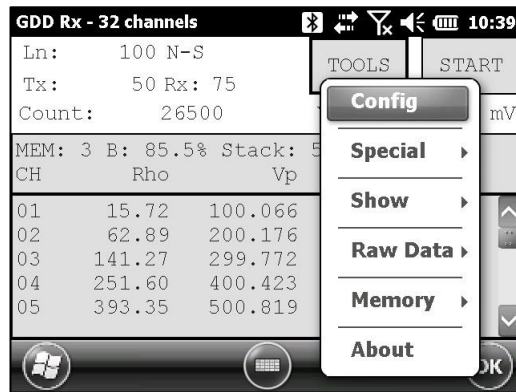 GDD Rx - 32 channels 10:39
Ln: 100 N-S
TOOLS START
Tx: 50 Rx: 75
Count: 26500 mV
Config
MEM: 3 B: 85.5% Stack: 5
Special
CH Rho Vp
Show
01 15.72 100.066
02 62.89 200.176
03 141.27 299.772
Raw Data
04 251.60 400.423
05 393.35 500.819
Memory
About